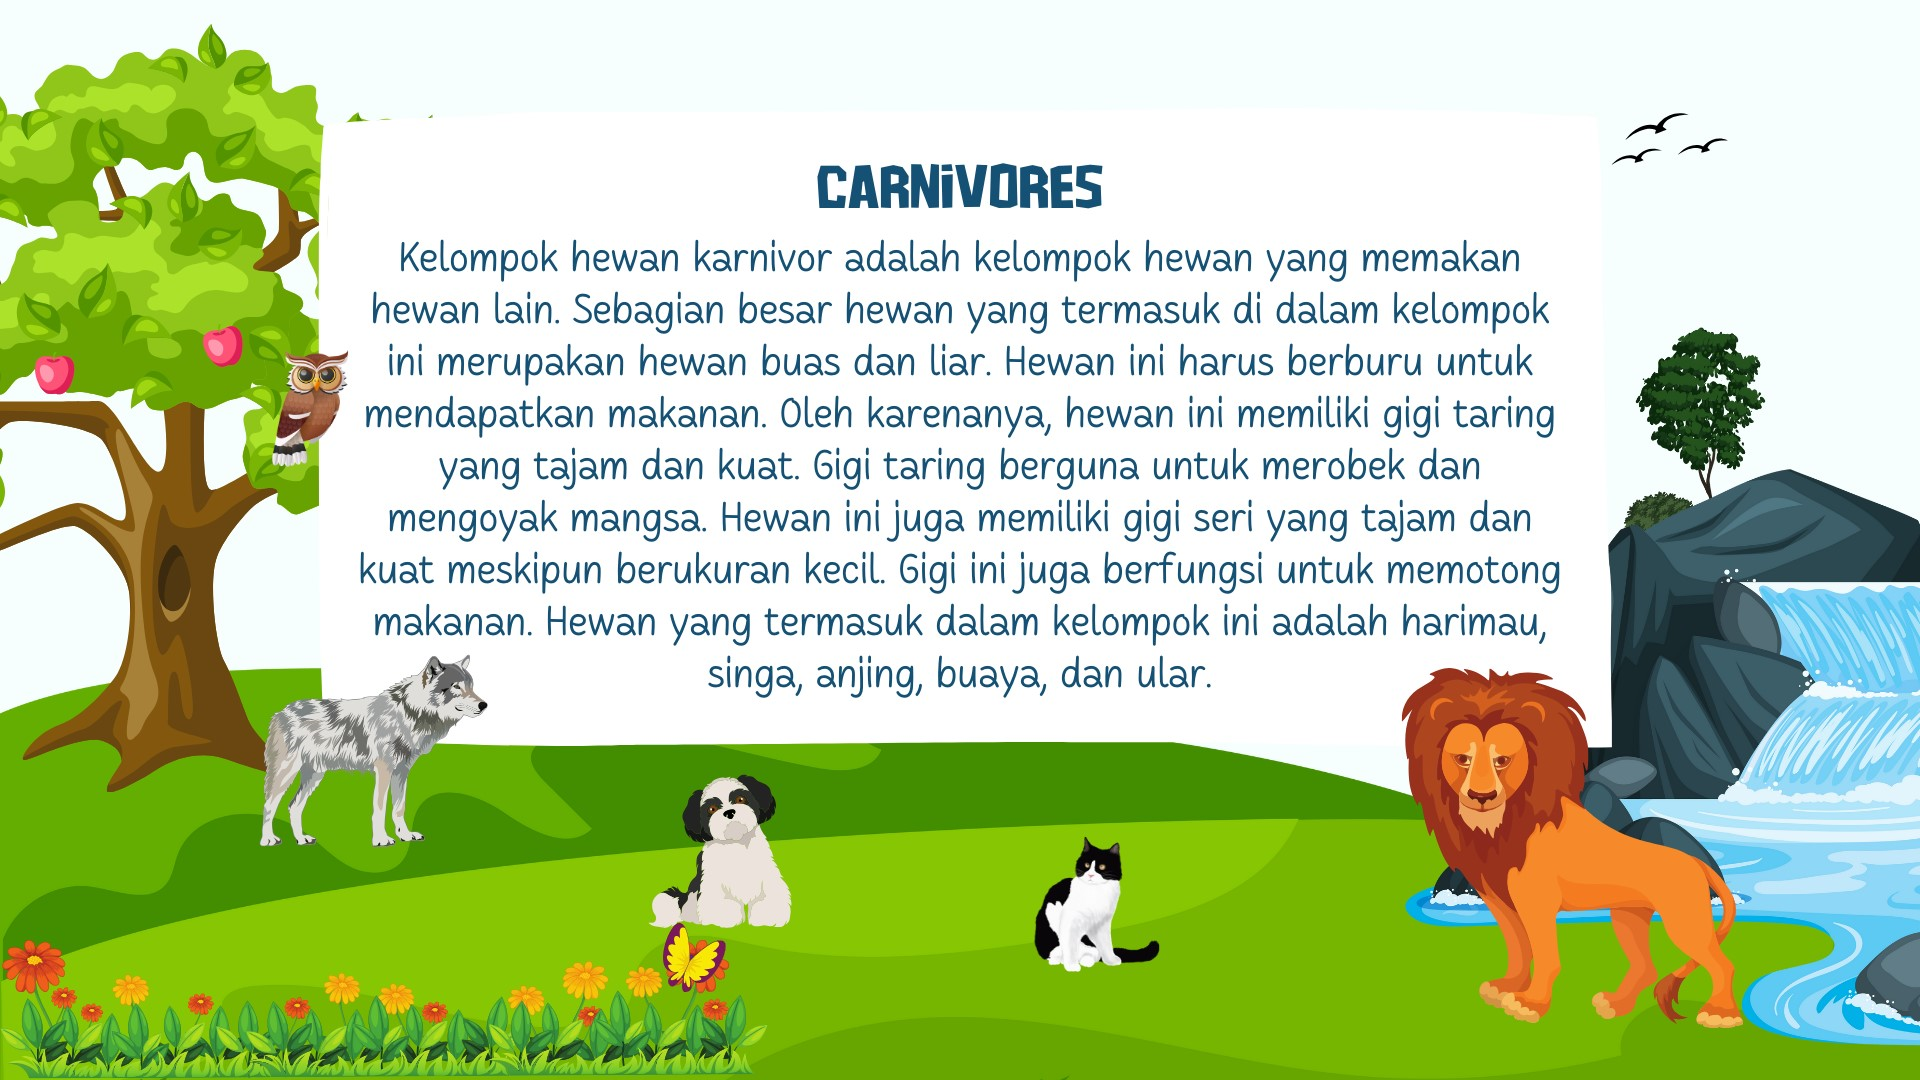 CARNIVORES
Kelompok hewan karnivor adalah kelompok hewan yang memakan
hewan lain. Sebagian besar hewan yang termasuk di dalam kelompok
ini merupakan hewan buas dan liar. Hewan ini harus berburu untuk
mendapatkan makanan. Oleh karenanya, hewan ini memiliki gigi taring
yang tajam dan kuat. Gigi taring berguna untuk merobek dan
mengoyak mangsa. Hewan ini juga memiliki gigi seri yang tajam dan
kuat meskipun berukuran kecil. Gigi ini juga berfungsi untuk memotong
makanan. Hewan yang termasuk dalam kelompok ini adalah harimau,
singa, anjing, buaya, dan ular.